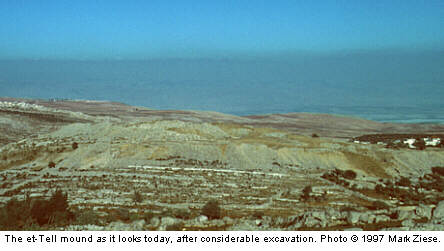 The et-Tell mound as it looks today, after considerable excavation. Photo © 1997 Mark Ziese.